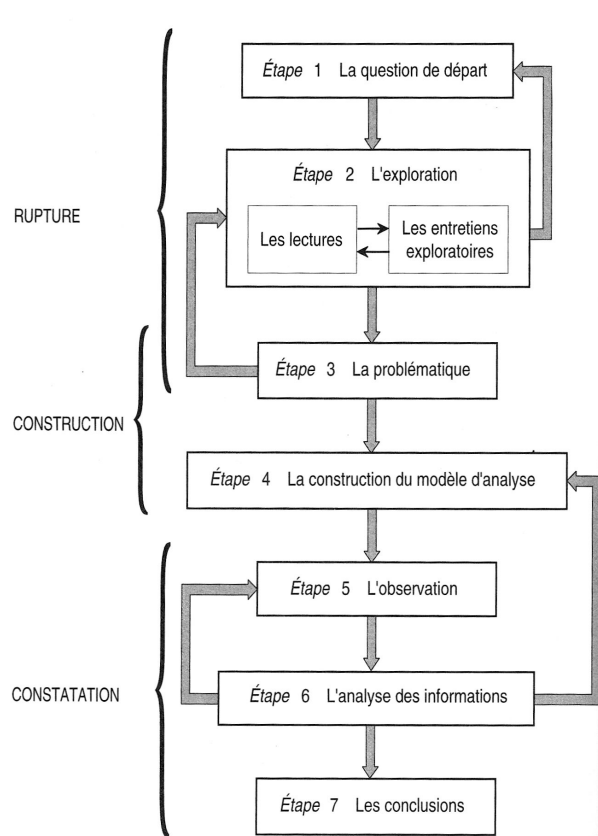 Étape 1 La question de départ
Étape 2 L'exploration
RUPTURE
Les lectures
Les entretiens
exploratoires
Étape 3 La problématique
CONSTRUCTION
Étape 4 La construction du modèle d'analyse
Étape 5 L'observation
CONSTATATION
Étape 6 L'analyse des informations
Étape 7 Les conclusions